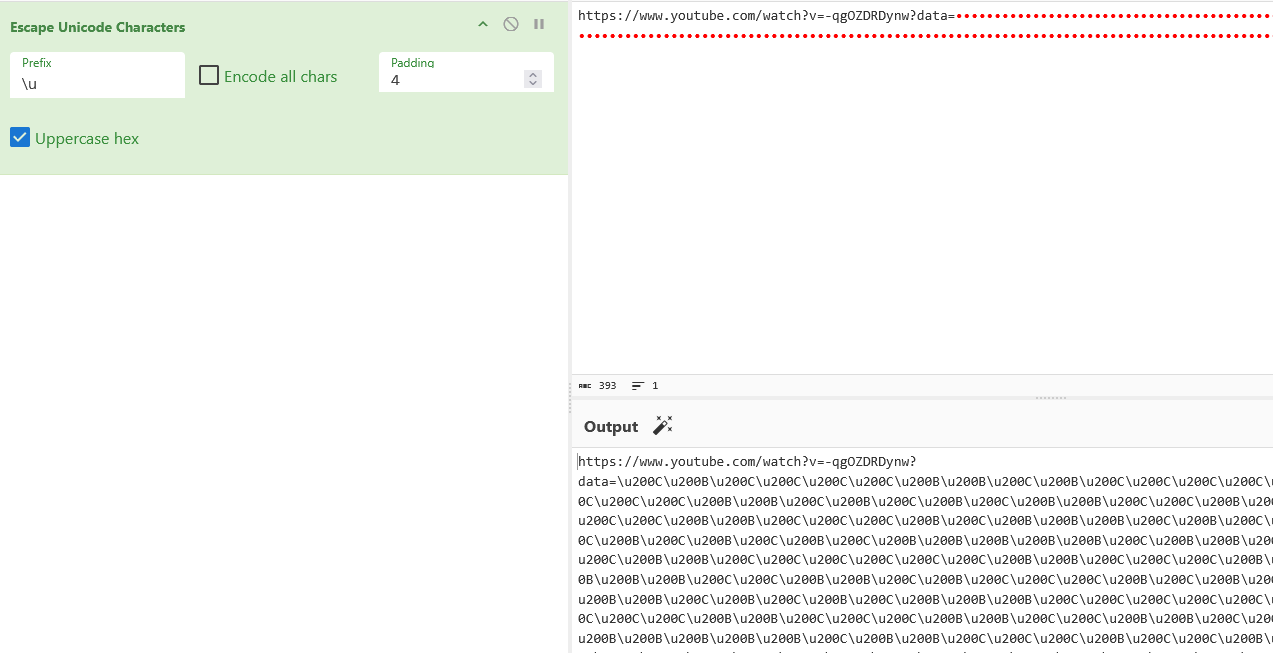 Escape Unicode Characters
Prefix
\u
Encode all chars
Padding
4
Uppercase hex
https://www.youtube.com/watch?v=-qgOZDRDynw?data=
393
1
Output
https://www.youtube.com/watch?v=-qgOZDRDynw?
data=\u200C\u200B\u200C\u200C\u200C\u200C\u200B\u200B\u200C\u200B\u200C\u200C\u200C\u200C\
0C\u200C\u200C\u200B\u200B\u200C\u200C\u200B\u200C\u200B\u200C\u200B\u200B\u200C\u200B\u20
u200C\u200C\u200B\u200B\u200C\u200C\u200C\u200B\u200C\u200B\u200B\u200B\u200C\u200B\u200C\
0C\u200B\u200C\u200B\u200B\u200C\u200C\u200B\u200B\u200B\u200B\u200B\u200C\u200B\u200B\u20
u200C\u200B\u200B\u200C\u200C\u200C\u200C\u200C\u200C\u200B\u200B\u200C\u200C\u200C\u200B\
0B\u200B\u200B\u200C\u200C\u200B\u200B\u200C\u200B\u200C\u200C\u200C\u200B\u200C\u200B\u20
u200B\u200B\u200C\u200B\u200C\u200B\u200C\u200B\u200B\u200B\u200C\u200C\u200C\u200C\u200C\
0C\u200C\u200C\u200B\u200B\u200C\u200C\u200C\u200B\u200C\u200B\u200C\u200B\u200B\u200C\u20
u200B\u200B\u200B\u200B\u200B\u200C\u200B\u200B\u200C\u200C\u200C\u200C\u200C\u200C\u200B\